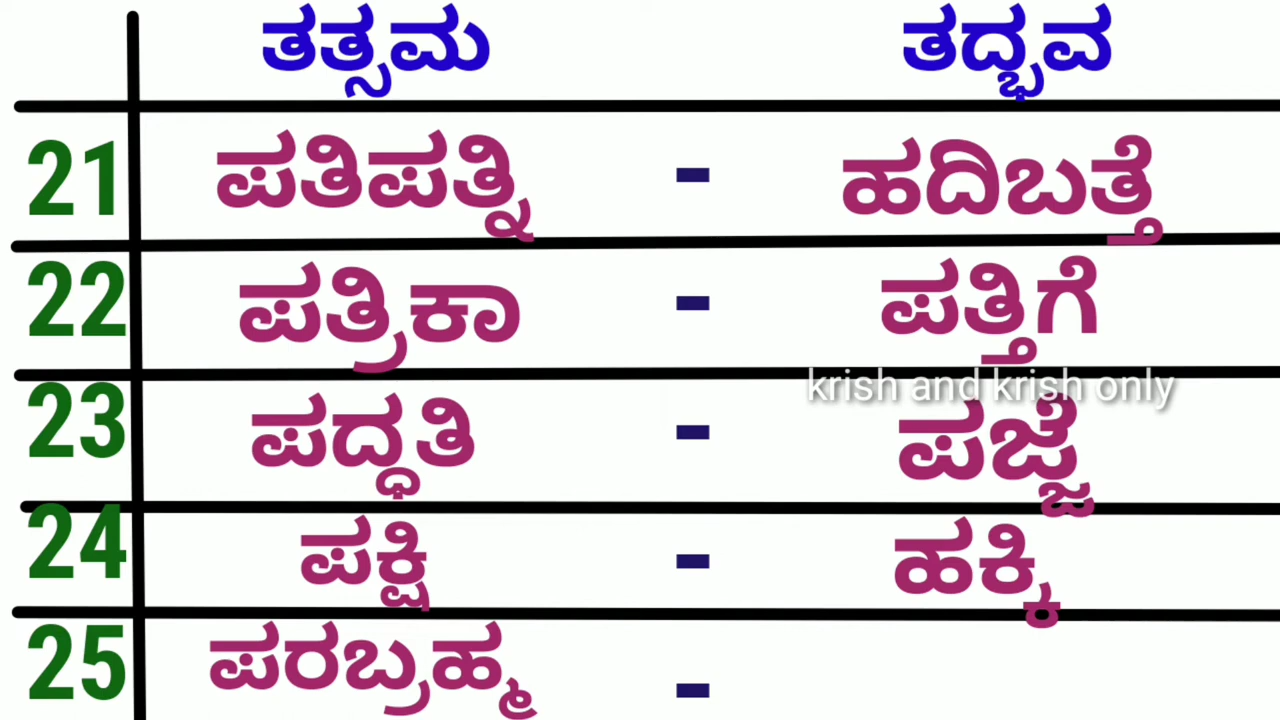 ತತ್ಸಮ ತದ್ಭವ
21 ಪತಿಪತ್ನಿ - ಹದಿಬತ್ತೆ
22 ಪತ್ರಿಕಾ - ಪತ್ತಿಗೆ
krish and krish only
23 ಪದ್ಧತಿ - ಪಜ್ಜೆ
24 ಪಕ್ಷಿ - ಹಕ್ಕಿ
25 ಪರಬ್ರಹ್ಮ -